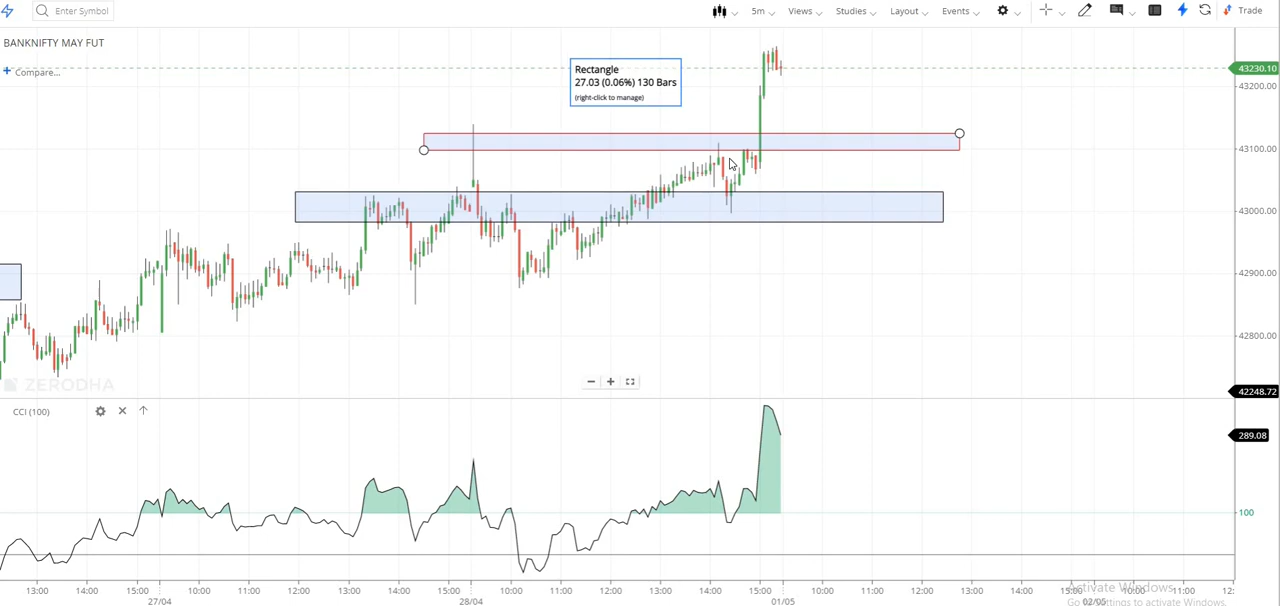 Enter Symbol
5m Views Studies Layout Events Trade
BANKNIFTY MAY FUT
+ Compare...
Rectangle
27.03 (0.06%) 130 Bars
(right-click to manage)
43230.10
43200.00
43100.00
43000.00
42900.00
42800.00
ZERODHA
42248.72
CCI (100)
289.08
100
13:00 14:00 15:00 10:00 11:00 12:00 13:00 14:00 15:00 10:00 11:00 12:00 13:00 14:00 15:00 10:00 11:00 12:00 13:00 14:00 15:00 10:00 11:00 12:
27/04 28/04 01/05 02/05
Activate Windows
Go to Settings to activate Windows.